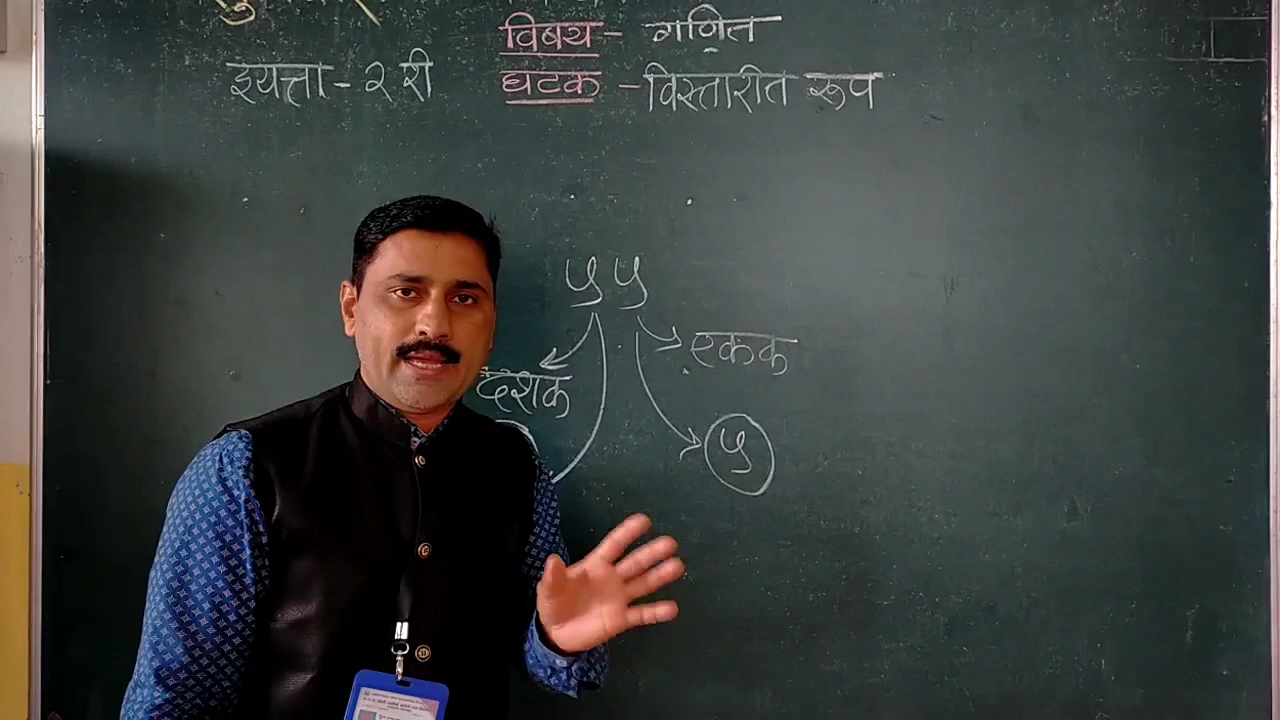 विषय - गणित
इयत्ता - २ री घटक - विस्तारीत रूप
५५
एकक
दशक
५